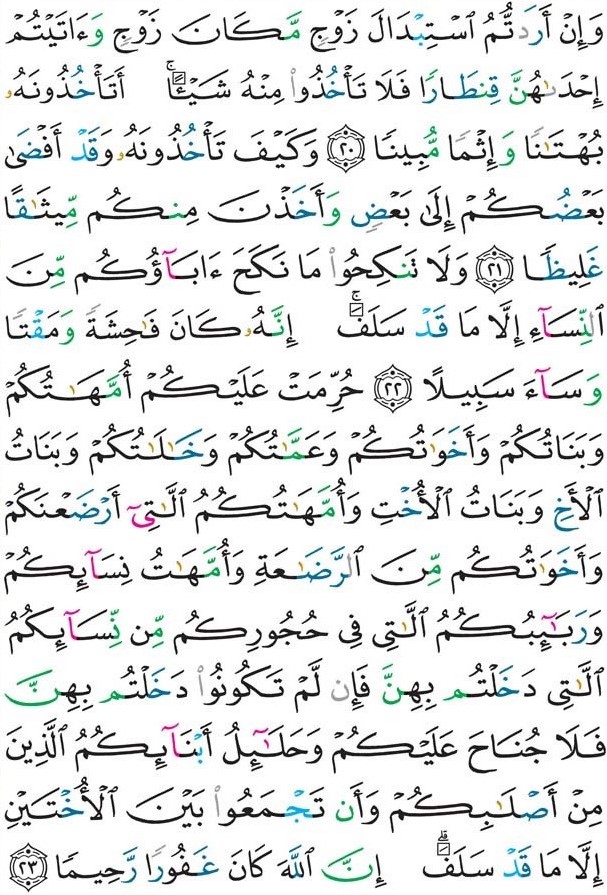 وَإِنْ أَرَدتُّمُ ٱسْتِبْدَالَ زَوْجٍ مَّكَانَ زَوْجٍ وَءَاتَيْتُمْ
إِحْدَىٰهُنَّ قِنطَارًا فَلَا تَأْخُذُوا۟ مِنْهُ شَيْـًٔا ۚ أَتَأْخُذُونَهُۥ
بُهْتَـٰنًا وَإِثْمًا مُّبِينًا ٢٠ وَكَيْفَ تَأْخُذُونَهُۥ وَقَدْ أَفْضَىٰ
بَعْضُكُمْ إِلَىٰ بَعْضٍ وَأَخَذْنَ مِنكُم مِّيثَـٰقًا
غَلِيظًا ٢١ وَلَا تَنكِحُوا۟ مَا نَكَحَ ءَابَآؤُكُم مِّنَ
ٱلنِّسَآءِ إِلَّا مَا قَدْ سَلَفَ ۚ إِنَّهُۥ كَانَ فَـٰحِشَةً وَمَقْتًا
وَسَآءَ سَبِيلًا ٢٢ حُرِّمَتْ عَلَيْكُمْ أُمَّهَـٰتُكُمْ
وَبَنَاتُكُمْ وَأَخَوَٰتُكُمْ وَعَمَّـٰتُكُمْ وَخَـٰلَـٰتُكُمْ وَبَنَاتُ
ٱلْأَخِ وَبَنَاتُ ٱلْأُخْتِ وَأُمَّهَـٰتُكُمُ ٱلَّـٰتِىٓ أَرْضَعْنَكُمْ
وَأَخَوَٰتُكُم مِّنَ ٱلرَّضَـٰعَةِ وَأُمَّهَـٰتُ نِسَآئِكُمْ
وَرَبَـٰٓئِبُكُمُ ٱلَّـٰتِى فِى حُجُورِكُم مِّن نِّسَآئِكُمُ
ٱلَّـٰتِى دَخَلْتُم بِهِنَّ فَإِن لَّمْ تَكُونُوا۟ دَخَلْتُم بِهِنَّ
فَلَا جُنَاحَ عَلَيْكُمْ وَحَلَـٰٓئِلُ أَبْنَآئِكُمُ ٱلَّذِينَ
مِنْ أَصْلَـٰبِكُمْ وَأَن تَجْمَعُوا۟ بَيْنَ ٱلْأُخْتَيْنِ
إِلَّا مَا قَدْ سَلَفَ ۗ إِنَّ ٱللَّهَ كَانَ غَفُورًا رَّحِيمًا ٢٣